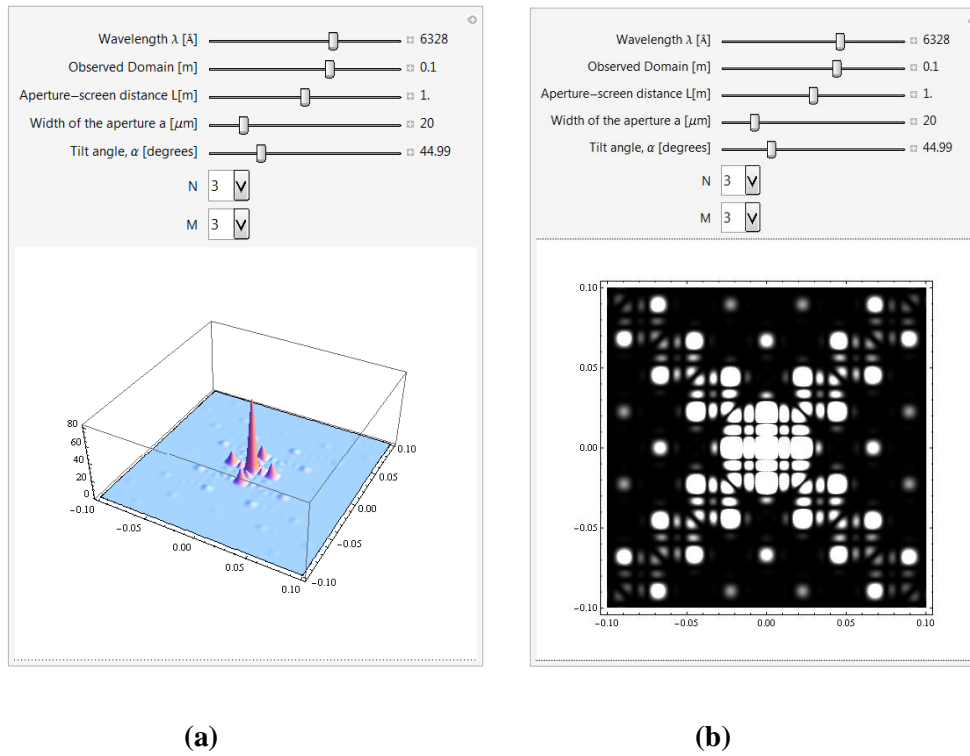 Wavelength λ [Å] 6328
Observed Domain [m] 0.1
Aperture−screen distance L[m] 1.
Width of the aperture a [μm] 20
Tilt angle, α [degrees] 44.99
N 3
M 3
80
60
40
20
0
−0.10
−0.05
0.00
0.05
0.10
−0.10
−0.05
0.00
0.05
0.10
(a)
Wavelength λ [Å] 6328
Observed Domain [m] 0.1
Aperture−screen distance L[m] 1.
Width of the aperture a [μm] 20
Tilt angle, α [degrees] 44.99
N 3
M 3
0.10
0.05
0.00
−0.05
−0.10
−0.10 −0.05 0.00 0.05 0.10
(b)